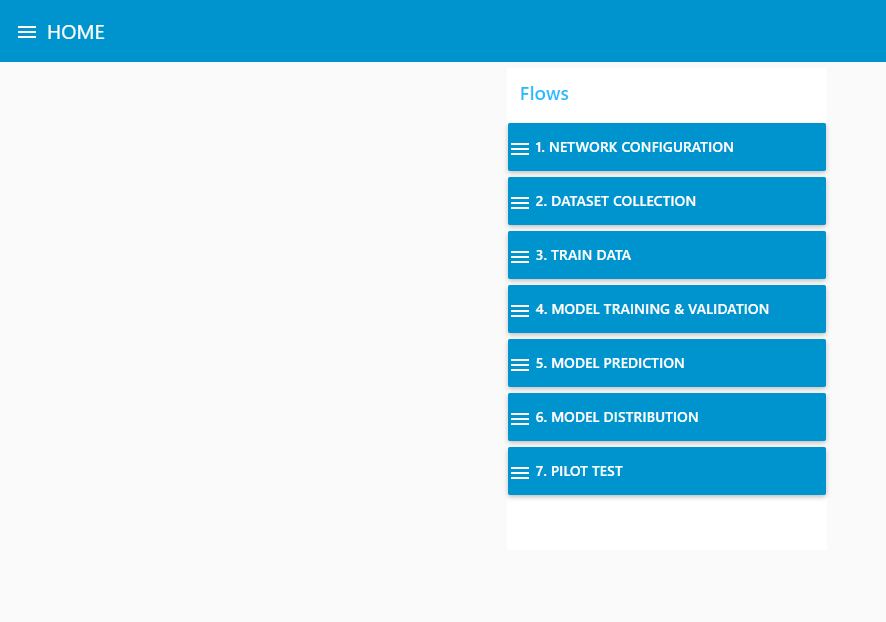 HOME
Flows
1. NETWORK CONFIGURATION
2. DATASET COLLECTION
3. TRAIN DATA
4. MODEL TRAINING & VALIDATION
5. MODEL PREDICTION
6. MODEL DISTRIBUTION
7. PILOT TEST